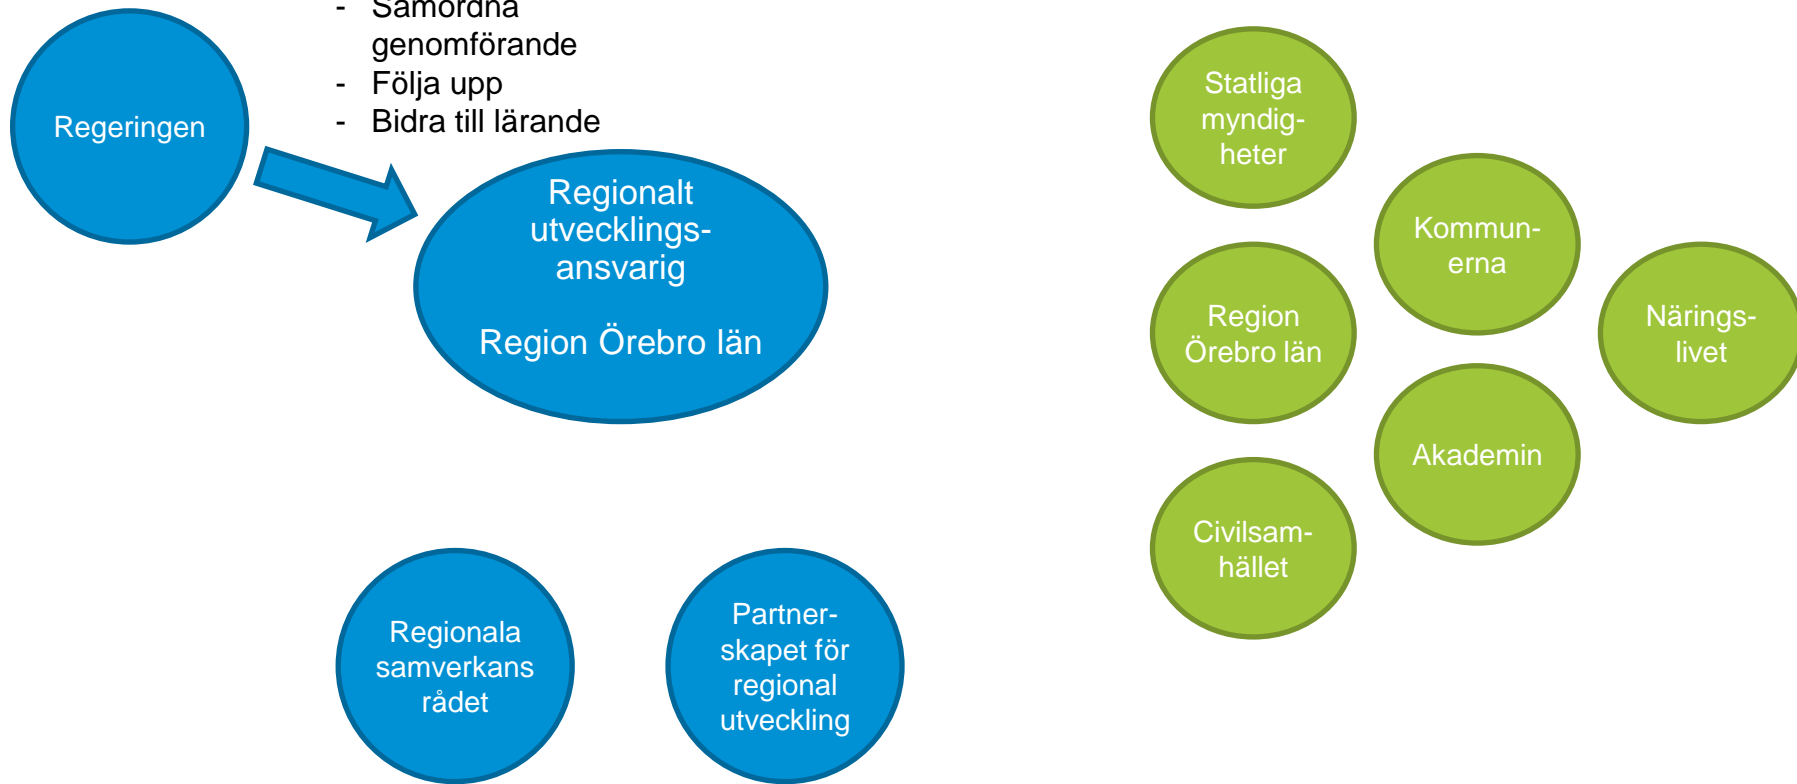 - Samordna
genomförande
- Följa upp
- Bidra till lärande
Regeringen
Regionalt
utvecklings-
ansvarig
Region Örebro län
Regionala
samverkans
rådet
Partner-
skapet för
regional
utveckling
Statliga
myndig-
heter
Kommun-
erna
Region
Örebro län
Närings-
livet
Akademin
Civilsam-
hället